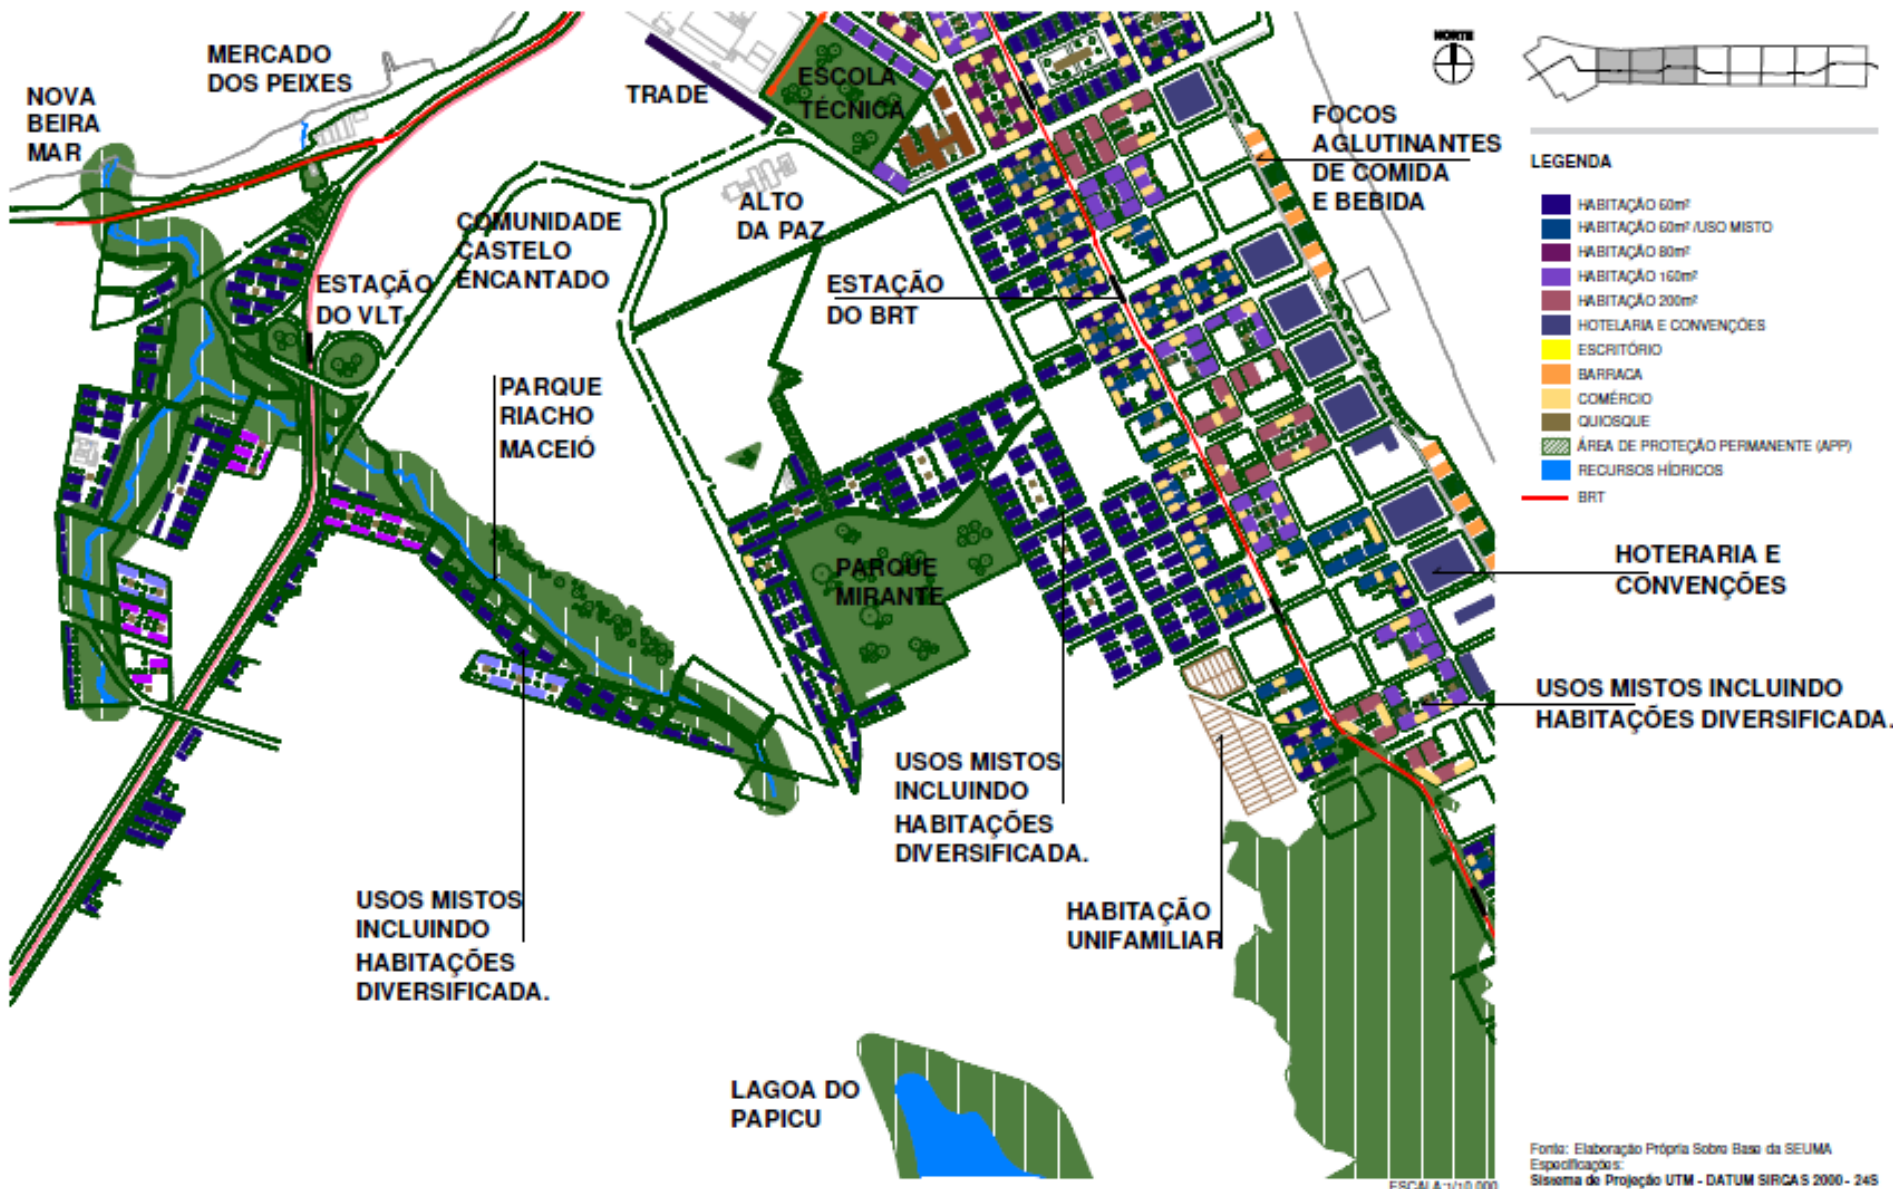 MERCADO
DOS PEIXES
NOVA
BEIRA
MAR
TRADE
ESCOLA
TÉCNICA
ALTO
DA PAZ
COMUNIDADE
CASTELO
ENCANTADO
ESTAÇÃO
DO VLT
ESTAÇÃO
DO BRT
PARQUE
RIACHO
MACEIÓ
PARQUE
MIRANTE
FOCOS
AGLUTINANTES
DE COMIDA
E BEBIDA
NORTE
LEGENDA
HABITAÇÃO 60m²
HABITAÇÃO 60m² /USO MISTO
HABITAÇÃO 80m²
HABITAÇÃO 160m²
HABITAÇÃO 200m²
HOTELARIA E CONVENÇÕES
ESCRITÓRIO
BARRACA
COMÉRCIO
QUIOSQUE
ÁREA DE PROTEÇÃO PERMANENTE (APP)
RECURSOS HÍDRICOS
BRT
HOTERARIA E
CONVENÇÕES
USOS MISTOS INCLUINDO
HABITAÇÕES DIVERSIFICADA.
USOS MISTOS
INCLUINDO
HABITAÇÕES
DIVERSIFICADA.
HABITAÇÃO
UNIFAMILIAR
USOS MISTOS
INCLUINDO
HABITAÇÕES
DIVERSIFICADA.
LAGOA DO
PAPICU
ESCALA:1/10.000
Fonte: Elaboração Própria Sobre Base da SEUMA
Especificações:
Sistema de Projeção UTM - DATUM SIRGAS 2000 - 24S